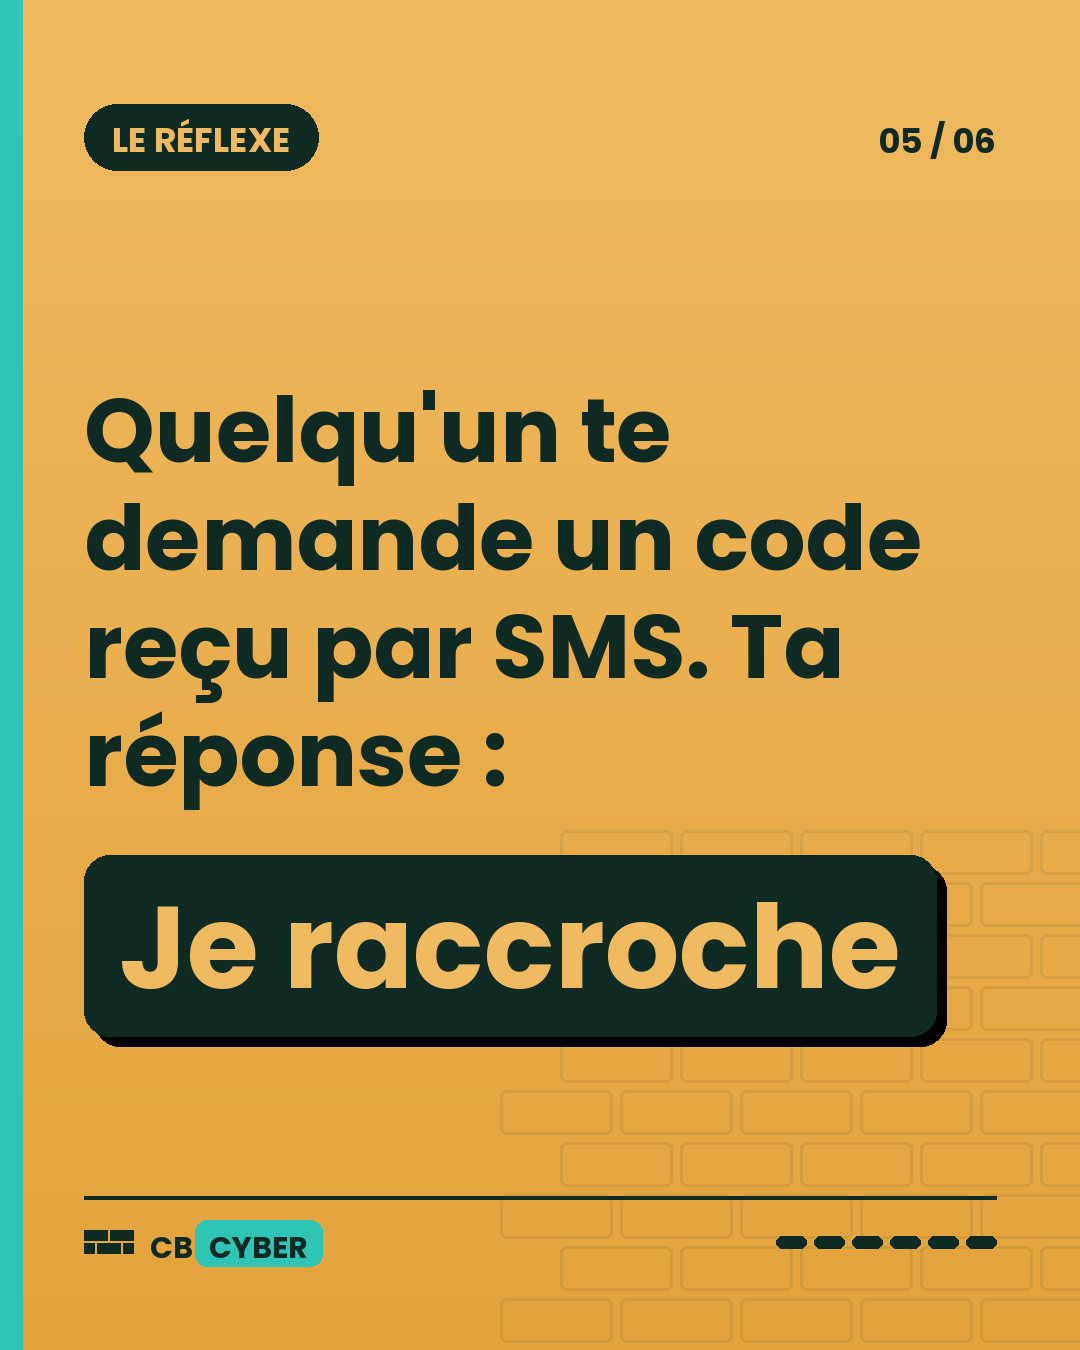 LE RÉFLEXE
05 / 06
Quelqu'un te
demande un code
reçu par SMS. Ta
réponse :
Je raccroche
CB CYBER